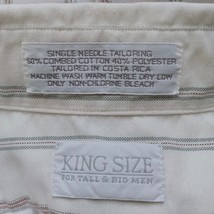 SINGLE NEEDLE TAILORING
60% COMBED COTTON 40% POLYESTER
TAILORED IN COSTA RICA
MACHINE WASH WARM TUMBLE DRY LOW
ONLY NON-CHLORINE BLEACH
KING SIZE
FOR TALL & BIG MEN